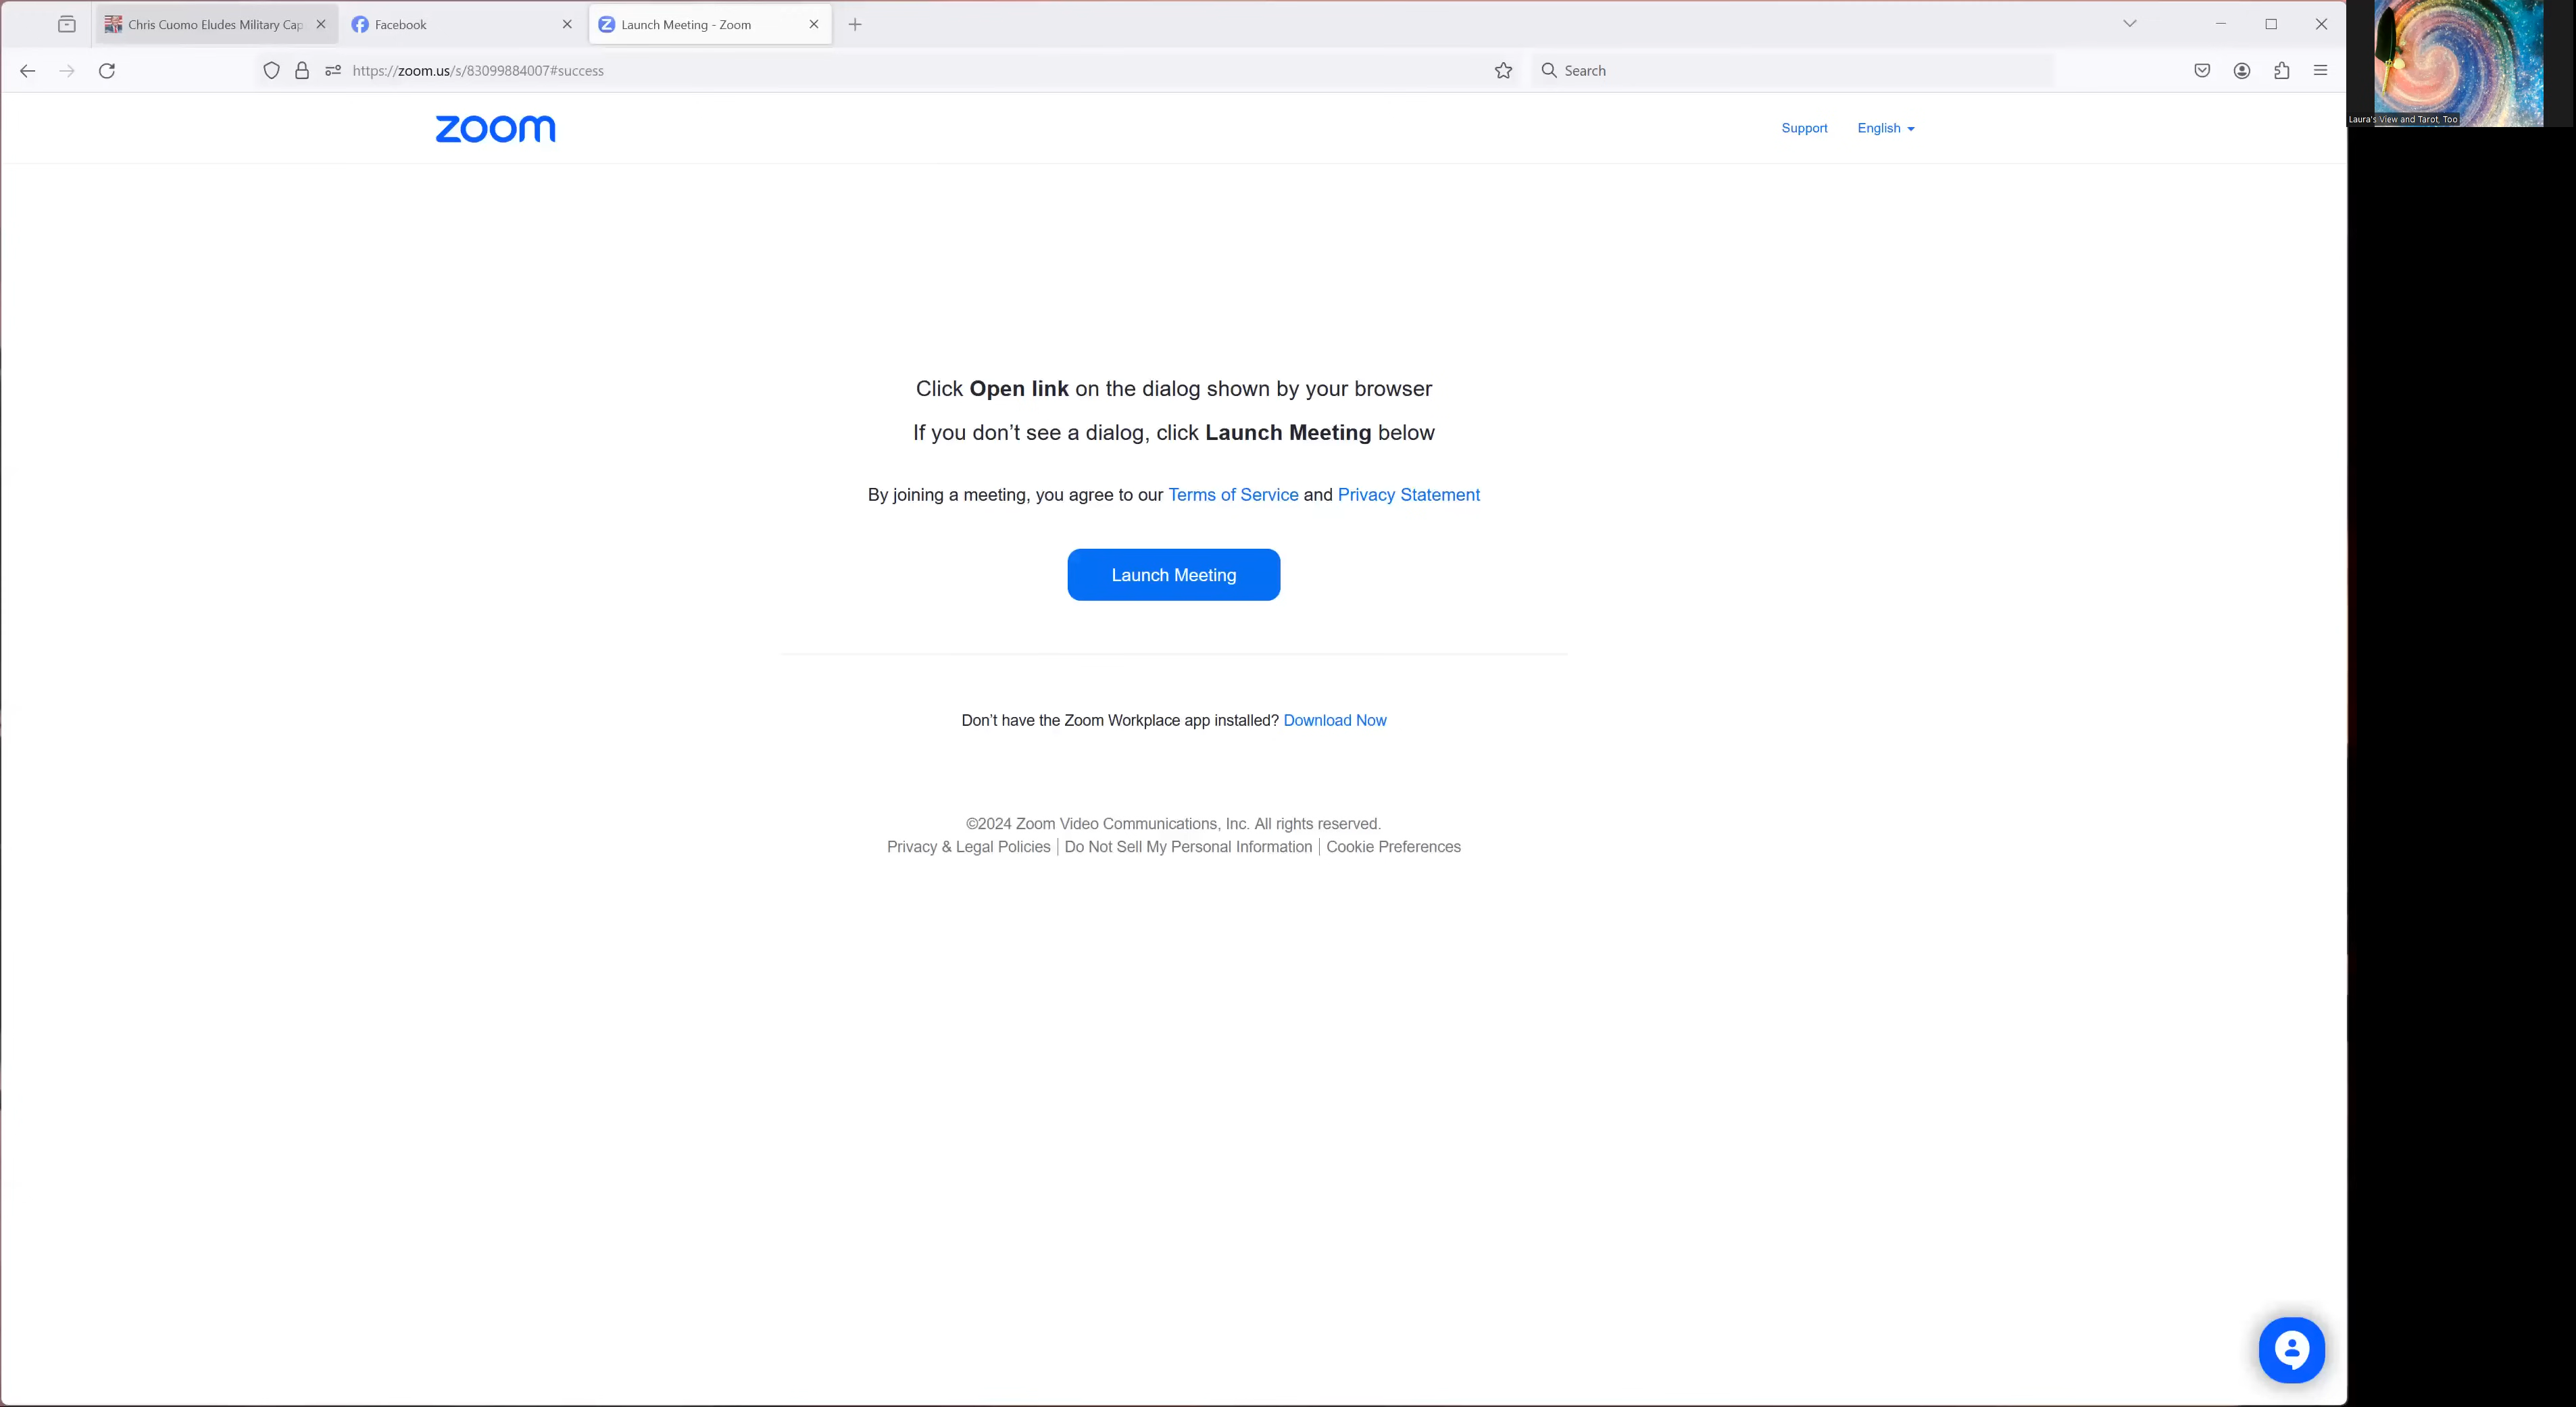 Chris Cuomo Eludes Military Cap
Facebook
Launch Meeting - Zoom
https://zoom.us/s/83099884007#success
Search
Laura's View and Tarot, Too
zoom
Support
English
Click Open link on the dialog shown by your browser
If you don’t see a dialog, click Launch Meeting below
By joining a meeting, you agree to our Terms of Service and Privacy Statement
Launch Meeting
Don’t have the Zoom Workplace app installed? Download Now
©2024 Zoom Video Communications, Inc. All rights reserved.
Privacy & Legal Policies | Do Not Sell My Personal Information | Cookie Preferences